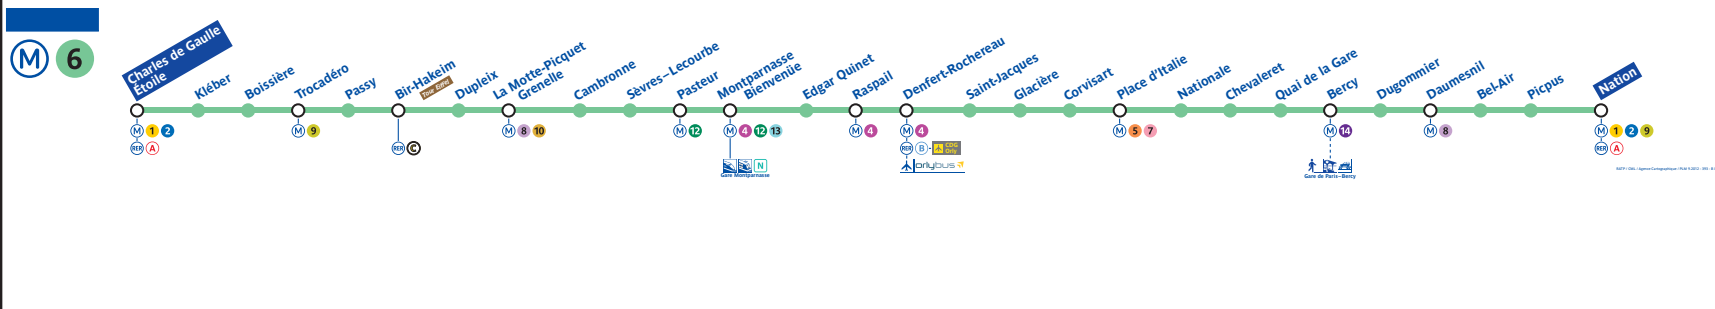 M 6
Charles de Gaulle
Étoile
Kléber
Boissière
Trocadéro
Passy
Bir-Hakeim
Tour Eiffel
Dupleix
La Motte-Picquet
Grenelle
Cambronne
Sèvres–Lecourbe
Pasteur
Montparnasse
Bienvenüe
Edgar Quinet
Raspail
Denfert-Rochereau
Saint-Jacques
Glacière
Corvisart
Place d’Italie
Nationale
Chevaleret
Quai de la Gare
Bercy
Dugommier
Daumesnil
Bel-Air
Picpus
Nation
M 1 2
RER A
M 9
RER C
M 8 10
M 12
M 4 12 13
N
Gare Montparnasse
M 4
M 4
RER B - CDG
Orly
orlybus
M 5 7
M 14
Gare de Paris–Bercy
M 8
M 1 2 9
RER A